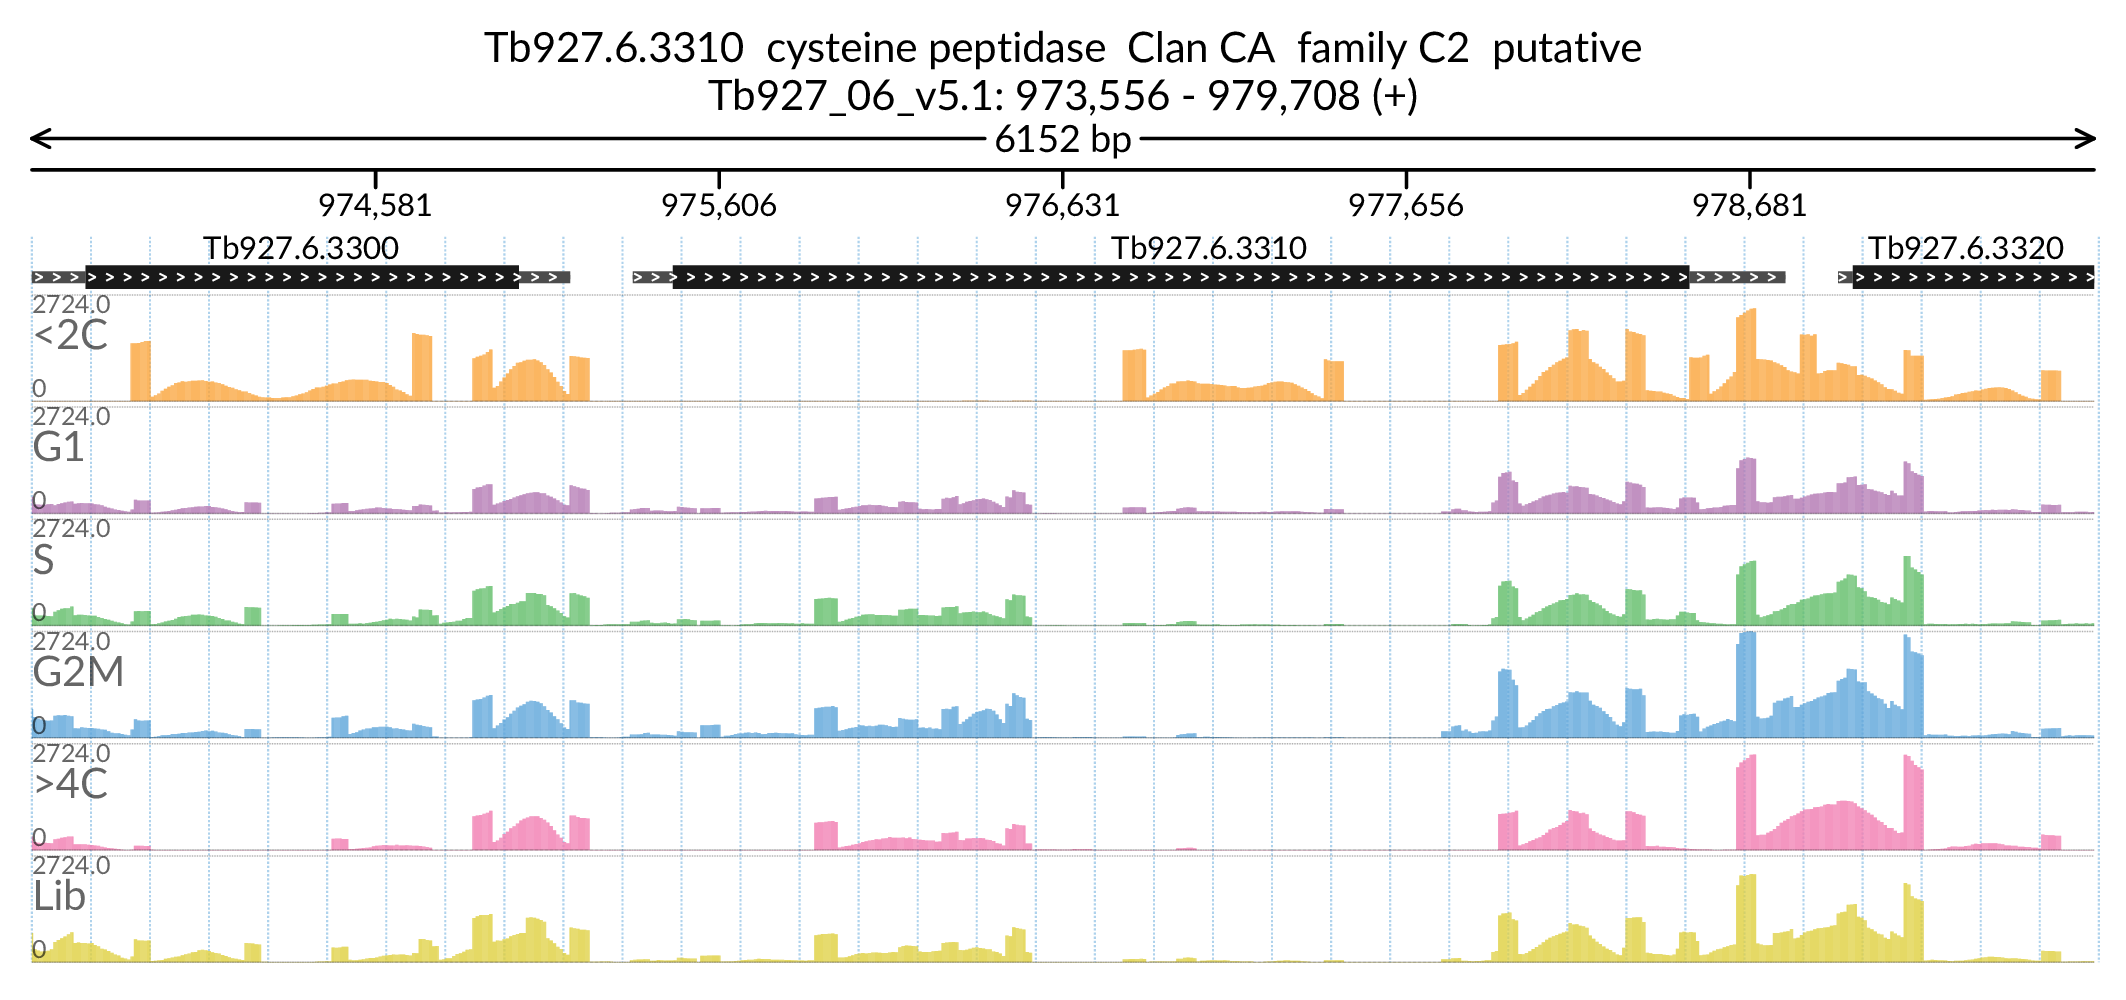 Tb927.6.3310 cysteine peptidase Clan CA family C2 putative
Tb927_06_v5.1: 973,556 - 979,708 (+)
6152 bp
974,581 975,606 976,631 977,656 978,681
Tb927.6.3300 Tb927.6.3310 Tb927.6.3320
2724.0
<2C
0
2724.0
G1
0
2724.0
S
0
2724.0
G2M
0
2724.0
>4C
0
2724.0
Lib
0